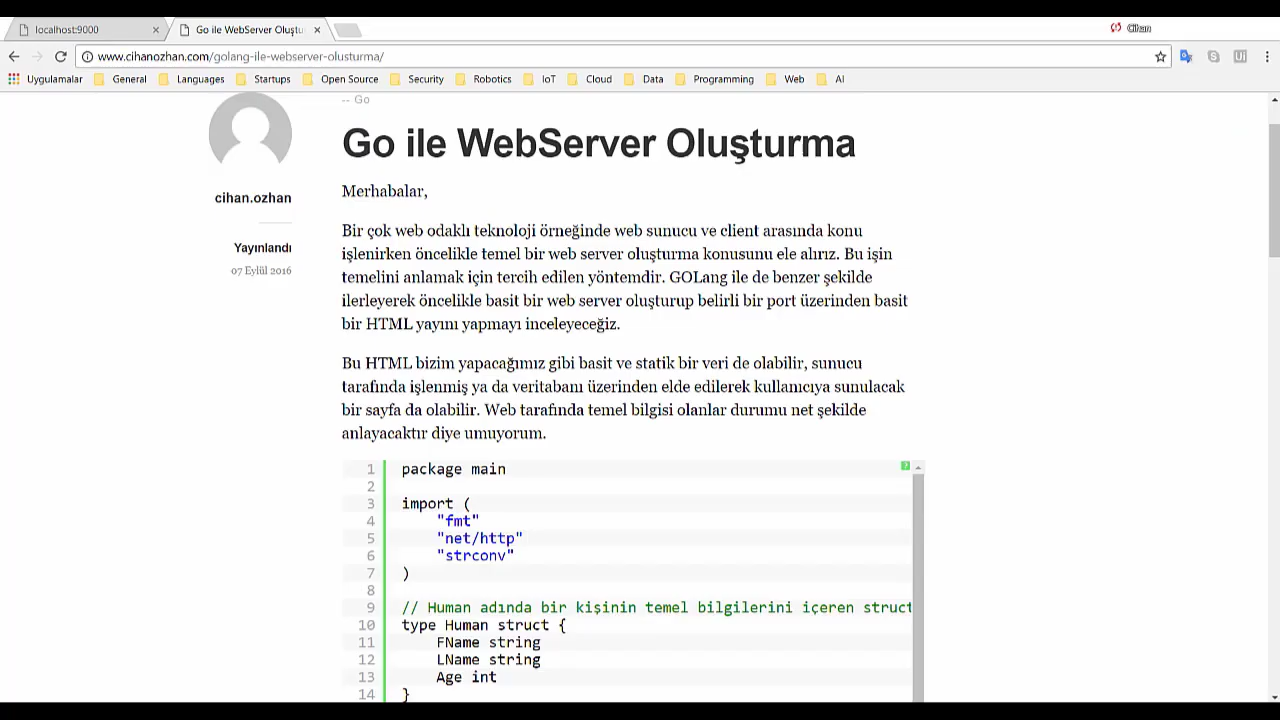 localhost:9000
Go ile WebServer Oluştu
Cihan
www.cihanozhan.com/golang-ile-webserver-olusturma/
Uygulamalar General Languages Startups Open Source Security Robotics IoT Cloud Data Programming Web AI
-- Go
Go ile WebServer Oluşturma
cihan.ozhan
Yayınlandı
07 Eylül 2016
Merhabalar,
Bir çok web odaklı teknoloji örneğinde web sunucu ve client arasında konu
işlenirken öncelikle temel bir web server oluşturma konusunu ele alırız. Bu işin
temelini anlamak için tercih edilen yöntemdir. GOLang ile de benzer şekilde
ilerleyerek öncelikle basit bir web server oluşturup belirli bir port üzerinden basit
bir HTML yayını yapmayı inceleyeceğiz.
Bu HTML bizim yapacağımız gibi basit ve statik bir veri de olabilir, sunucu
tarafında işlenmiş ya da veritabanı üzerinden elde edilerek kullanıcıya sunulacak
bir sayfa da olabilir. Web tarafında temel bilgisi olanlar durumu net şekilde
anlayacaktır diye umuyorum.
1 package main
2
3 import (
4 "fmt"
5 "net/http"
6 "strconv"
7 )
8
9 // Human adında bir kişinin temel bilgilerini içeren struct
10 type Human struct {
11 FName string
12 LName string
13 Age int
14 }